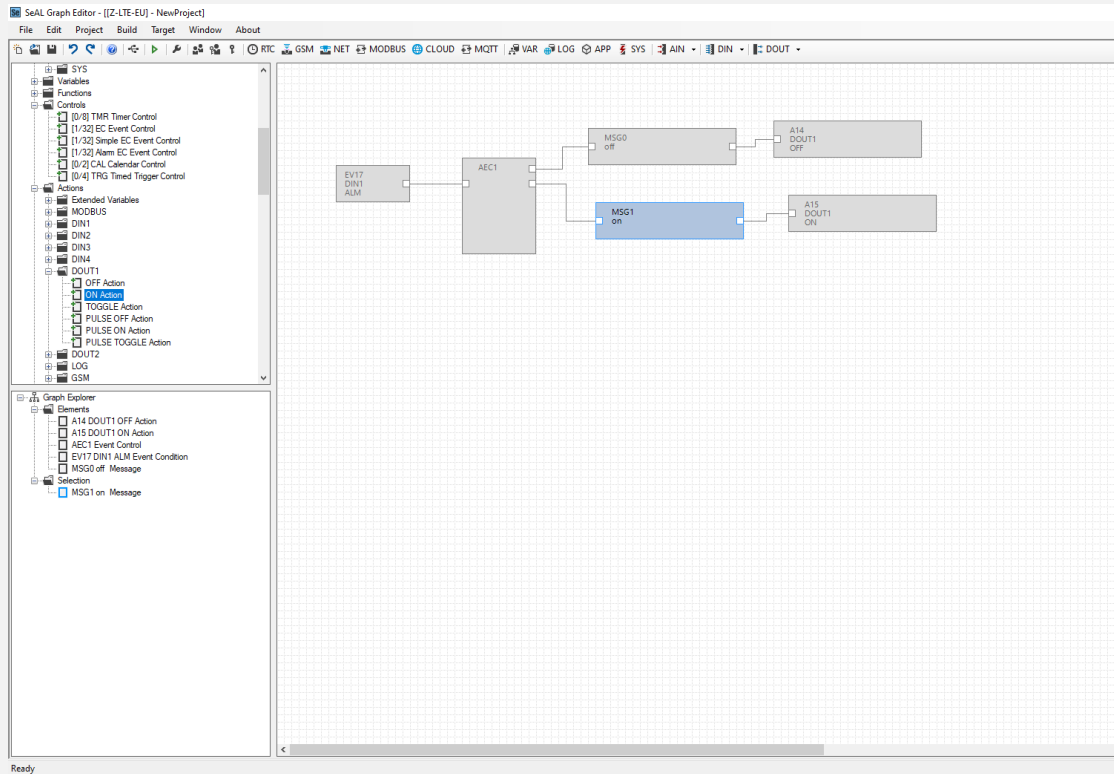 SeAL Graph Editor - [[Z-LTE-EU] - NewProject]
File Edit Project Build Target Window About
RTC GSM NET MODBUS CLOUD MQTT VAR LOG APP SYS AIN DIN DOUT
SYS
Variables
Functions
Controls
[0/8] TMR Timer Control
[1/32] EC Event Control
[1/32] Simple EC Event Control
[1/32] Alarm EC Event Control
[0/2] CAL Calendar Control
[0/4] TRG Timed Trigger Control
Actions
Extended Variables
MODBUS
DIN1
DIN2
DIN3
DIN4
DOUT1
OFF Action
ON Action
TOGGLE Action
PULSE OFF Action
PULSE ON Action
PULSE TOGGLE Action
DOUT2
LOG
GSM
Graph Explorer
Elements
A14 DOUT1 OFF Action
A15 DOUT1 ON Action
AEC1 Event Control
EV17 DIN1 ALM Event Condition
MSG0 off Message
Selection
MSG1 on Message
EV17
DIN1
ALM
AEC1
MSG0
off
A14
DOUT1
OFF
MSG1
on
A15
DOUT1
ON
Ready